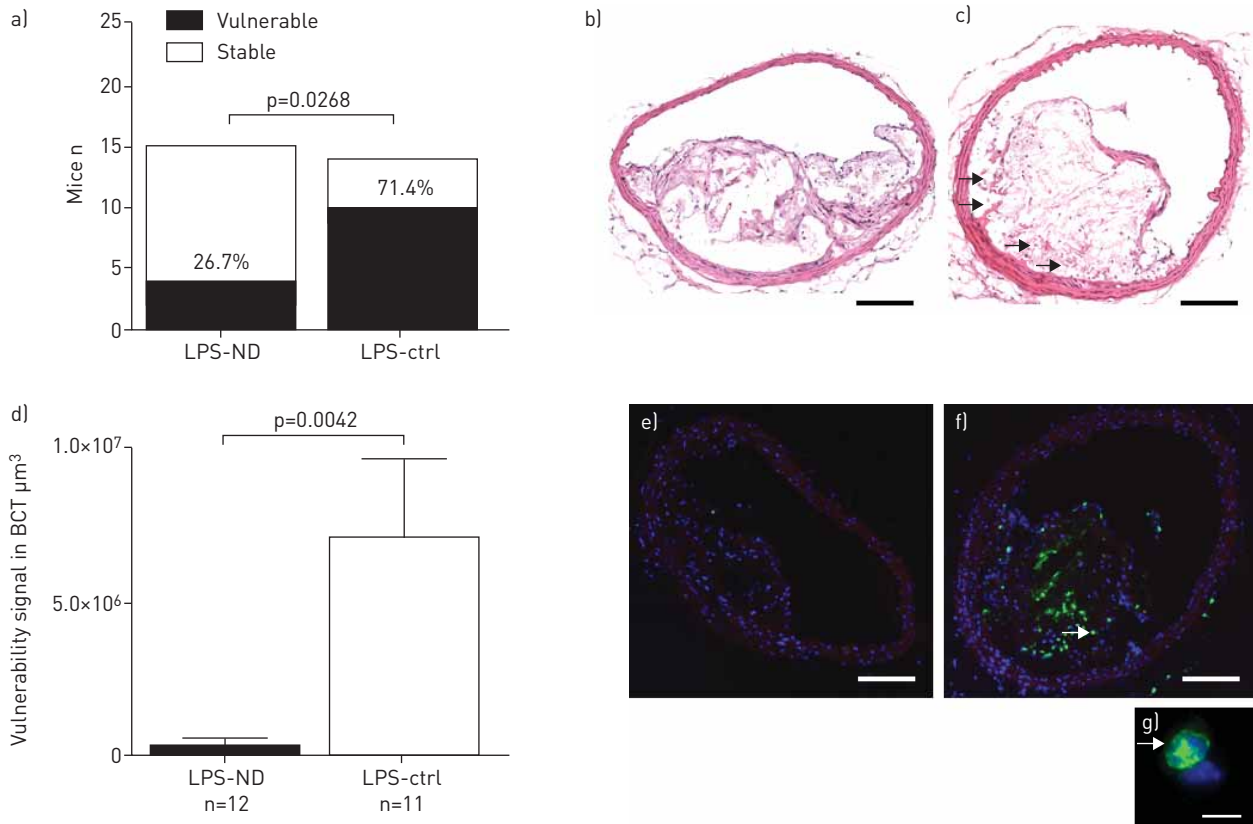 a)
25
20
15
10
5
0
Mice n
Vulnerable
Stable
p=0.0268
26.7%
71.4%
LPS-ND
LPS-ctrl
b)
c)
d)
p=0.0042
1.0×10⁷
5.0×10⁶
0
Vulnerability signal in BCT μm³
LPS-ND
n=12
LPS-ctrl
n=11
e)
f)
g)